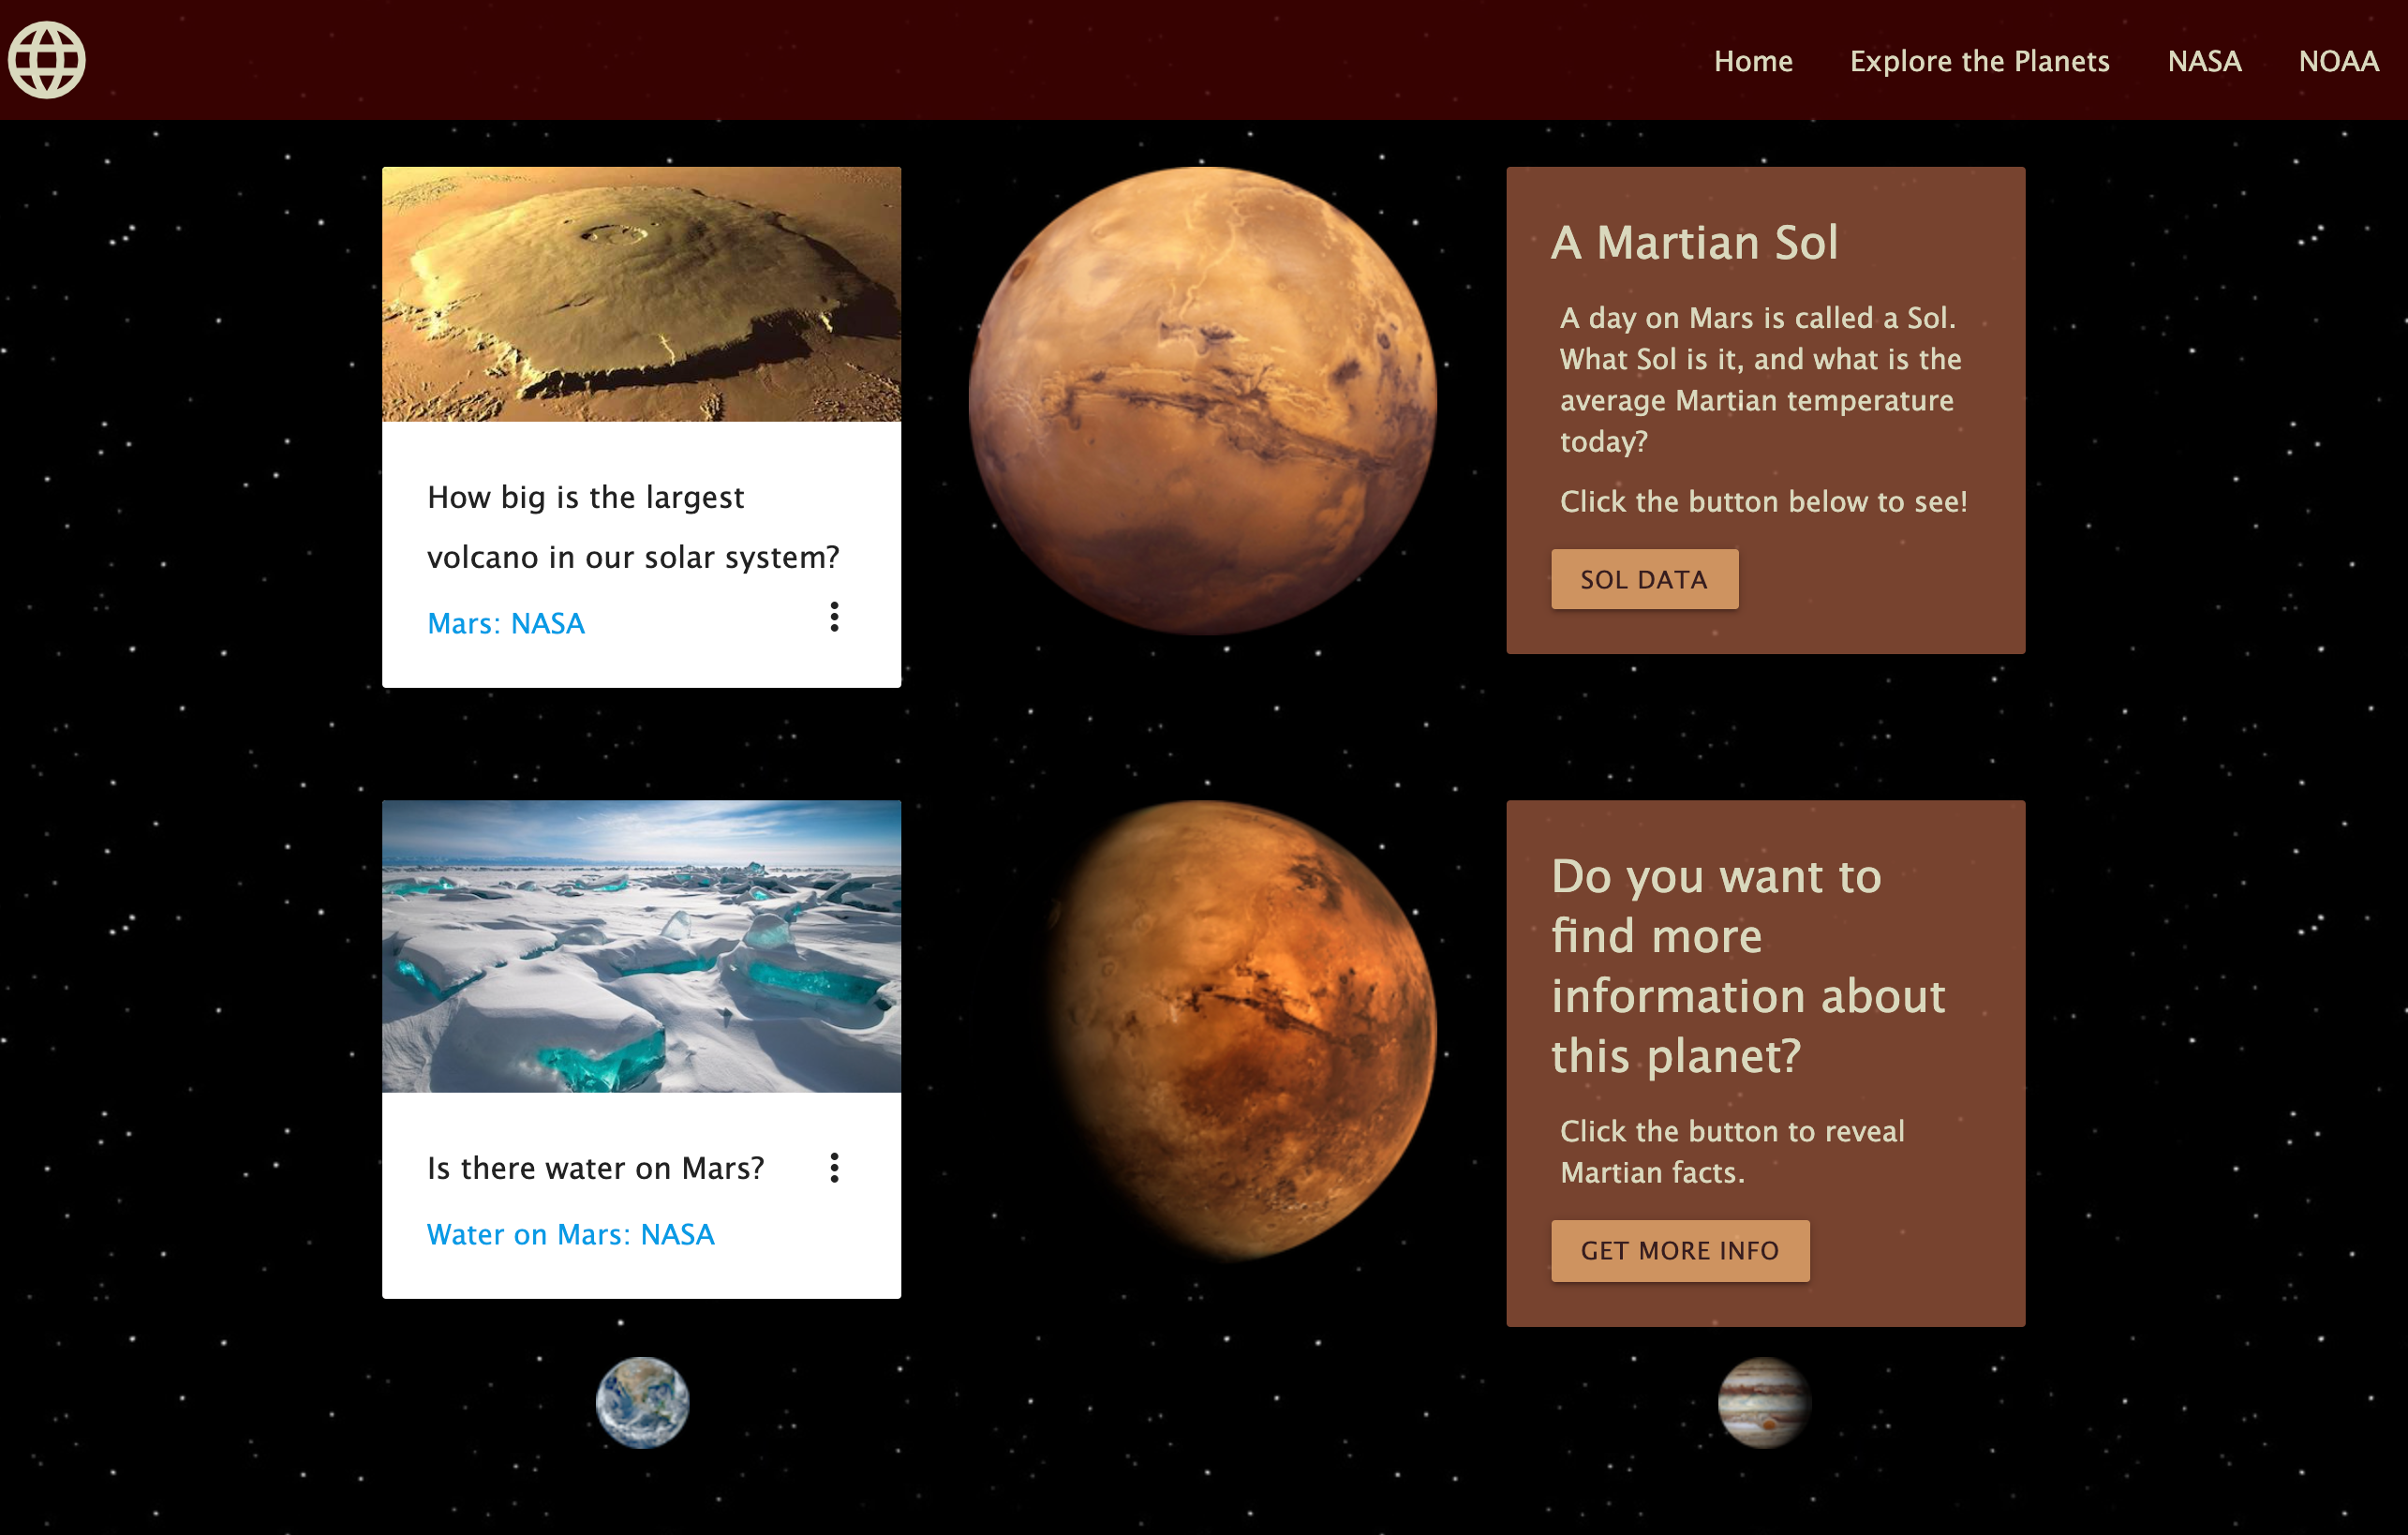 Home Explore the Planets NASA NOAA
How big is the largest
volcano in our solar system?
Mars: NASA
A Martian Sol
A day on Mars is called a Sol.
What Sol is it, and what is the
average Martian temperature
today?
Click the button below to see!
SOL DATA
Is there water on Mars?
Water on Mars: NASA
Do you want to
find more
information about
this planet?
Click the button to reveal
Martian facts.
GET MORE INFO